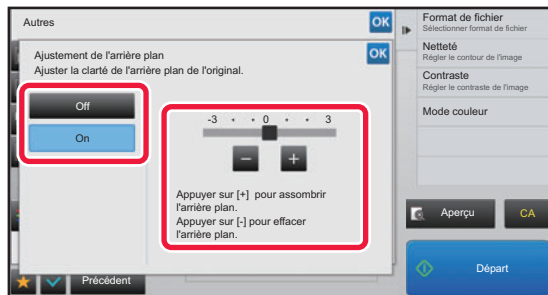 Autres
OK
Ajustement de l'arrière plan
Ajuster la clarté de l'arrière plan de l'original.
OK
Off
On
-3 • • 0 • • 3
− +
Appuyer sur [+] pour assombrir
l'arrière plan.
Appuyer sur [-] pour effacer
l'arrière plan.
Précédent
Format de fichier
Sélectionner format de fichier
Netteté
Régler le contour de l'image
Contraste
Régler le contraste de l'image
Mode couleur
Aperçu
CA
Départ